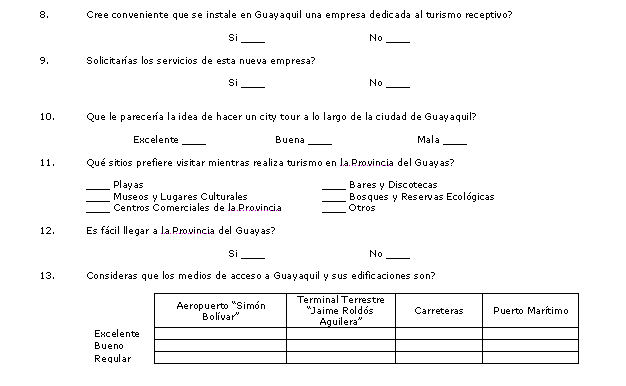 8. Cree conveniente que se instale en Guayaquil una empresa dedicada al turismo receptivo?
Si ____ No ____
9. Solicitarías los servicios de esta nueva empresa?
Si ____ No ____
10. Que le parecería la idea de hacer un city tour a lo largo de la ciudad de Guayaquil?
Excelente ____ Buena ____ Mala ____
11. Qué sitios prefiere visitar mientras realiza turismo en la Provincia del Guayas?
____ Playas ____ Bares y Discotecas
____ Museos y Lugares Culturales ____ Bosques y Reservas Ecológicas
____ Centros Comerciales de la Provincia ____ Otros
12. Es fácil llegar a la Provincia del Guayas?
Si ____ No ____
13. Consideras que los medios de acceso a Guayaquil y sus edificaciones son?
Aeropuerto “Simón Bolívar” Terminal Terrestre “Jaime Roldós Aguilera” Carreteras Puerto Marítimo
Excelente
Bueno
Regular